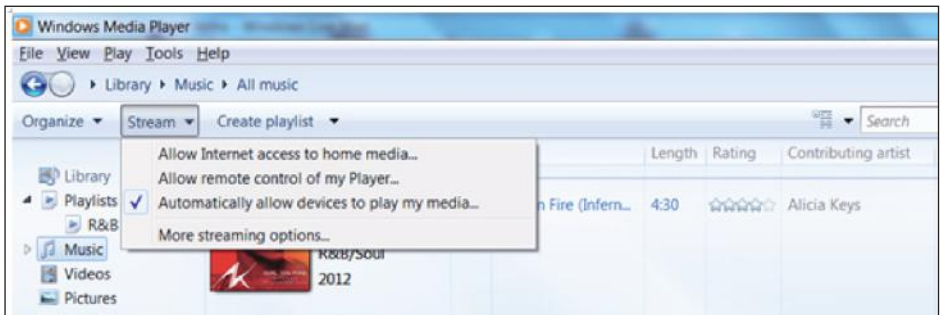 Windows Media Player
File View Play Tools Help
Library Music All music
Organize Stream Create playlist Search
Allow Internet access to home media...
Allow remote control of my Player...
Automatically allow devices to play my media...
More streaming options...
Length Rating Contributing artist
Library
Playlists
R&B
Music
Videos
Pictures
n Fire (Infern... 4:30 Alicia Keys
R&B/Soul
2012